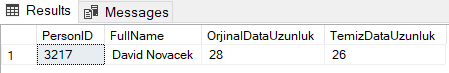 Results Messages
PersonID FullName OrjinalDataUzunluk TemizDataUzunluk
1 3217 David Novacek 28 26